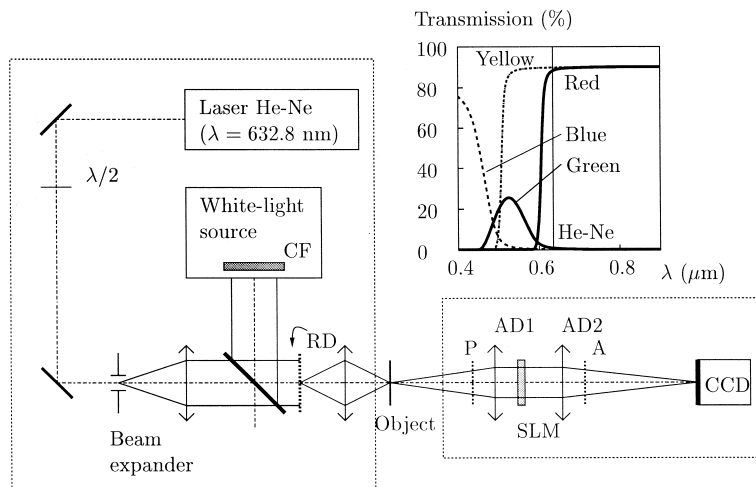 Transmission (%)
100
80
60
40
20
0
0.4
0.6
0.8
λ (μm)
Yellow
Red
Blue
Green
He-Ne
Laser He-Ne
(λ = 632.8 nm)
λ/2
White-light
source
CF
RD
Beam
expander
Object
P
AD1
AD2
A
SLM
CCD